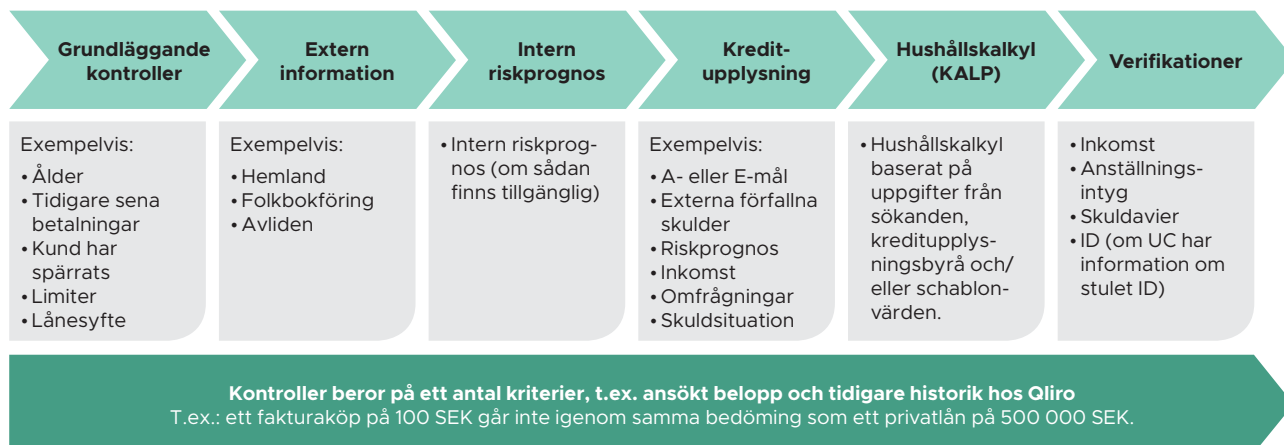 Grundläggande
kontroller
Extern
information
Intern
riskprognos
Kredit-
upplysning
Hushållskalkyl
(KALP)
Verifikationer
Exempelvis:
• Ålder
• Tidigare sena
betalningar
• Kund har
spärrats
• Limiter
• Lånesyfte
Exempelvis:
• Hemland
• Folkbokföring
• Avliden
• Intern riskprog-
nos (om sådan
finns tillgänglig)
Exempelvis:
• A- eller E-mål
• Externa förfallna
skulder
• Riskprognos
• Inkomst
• Omfrågningar
• Skuldsituation
• Hushållskalkyl
baserat på
uppgifter från
sökanden,
kreditupplys-
ningsbyrå och/
eller schablon-
värden.
• Inkomst
• Anställnings-
intyg
• Skuldavier
• ID (om UC har
information om
stulet ID)
Kontroller beror på ett antal kriterier, t.ex. ansökt belopp och tidigare historik hos Qliro
T.ex.: ett fakturaköp på 100 SEK går inte igenom samma bedöming som ett privatlån på 500 000 SEK.